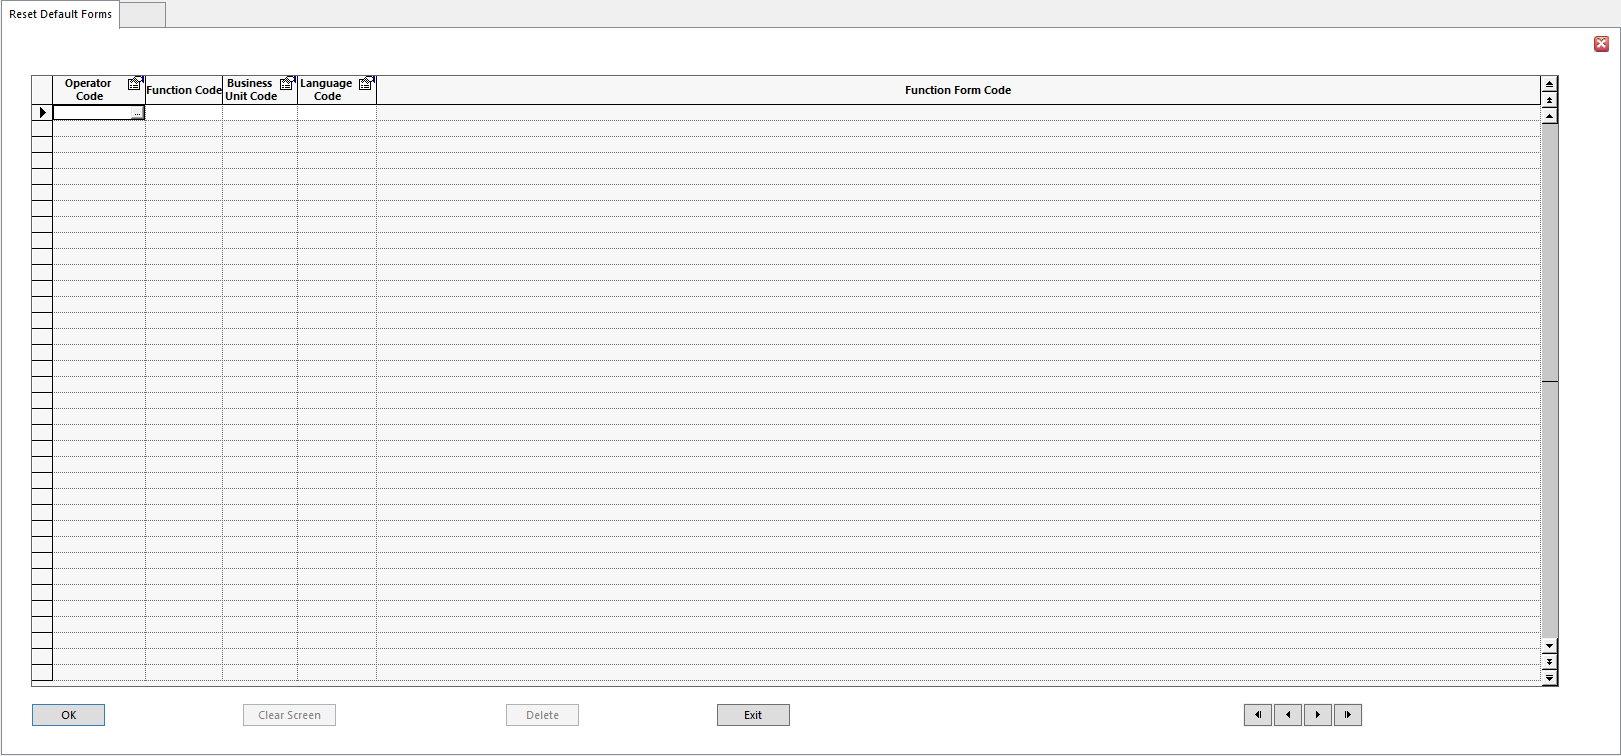 Reset Default Forms
Operator Code
Function Code
Business Unit Code
Language Code
Function Form Code
...
OK
Clear Screen
Delete
Exit